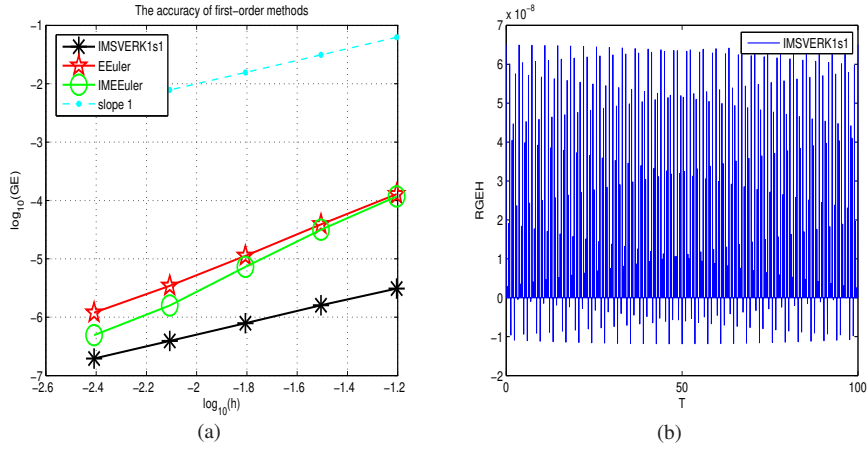 The accuracy of first−order methods
−1
−2
−3
−4
−5
−6
−7
log10(GE)
IMSVERK1s1
EEuler
IMEEuler
slope 1
−2.6
−2.4
−2.2
−2
−1.8
−1.6
−1.4
−1.2
log10(h)
(a)
x 10−8
7
6
5
4
3
2
1
0
−1
−2
RGEH
IMSVERK1s1
0
50
100
T
(b)